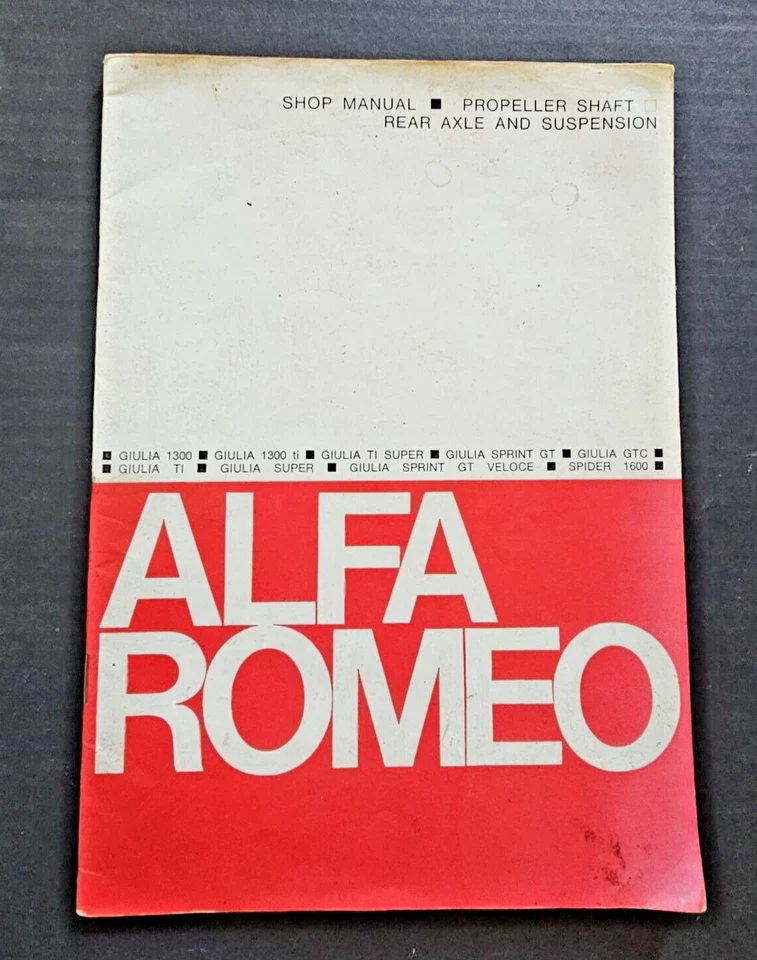 SHOP MANUAL ■ PROPELLER SHAFT □
REAR AXLE AND SUSPENSION
■ GIULIA 1300 ■ GIULIA 1300 ti ■ GIULIA TI SUPER ■ GIULIA SPRINT GT ■ GIULIA GTC ■
■ GIULIA TI ■ GIULIA SUPER ■ GIULIA SPRINT GT VELOCE ■ SPIDER 1600 ■
ALFA
ROMEO